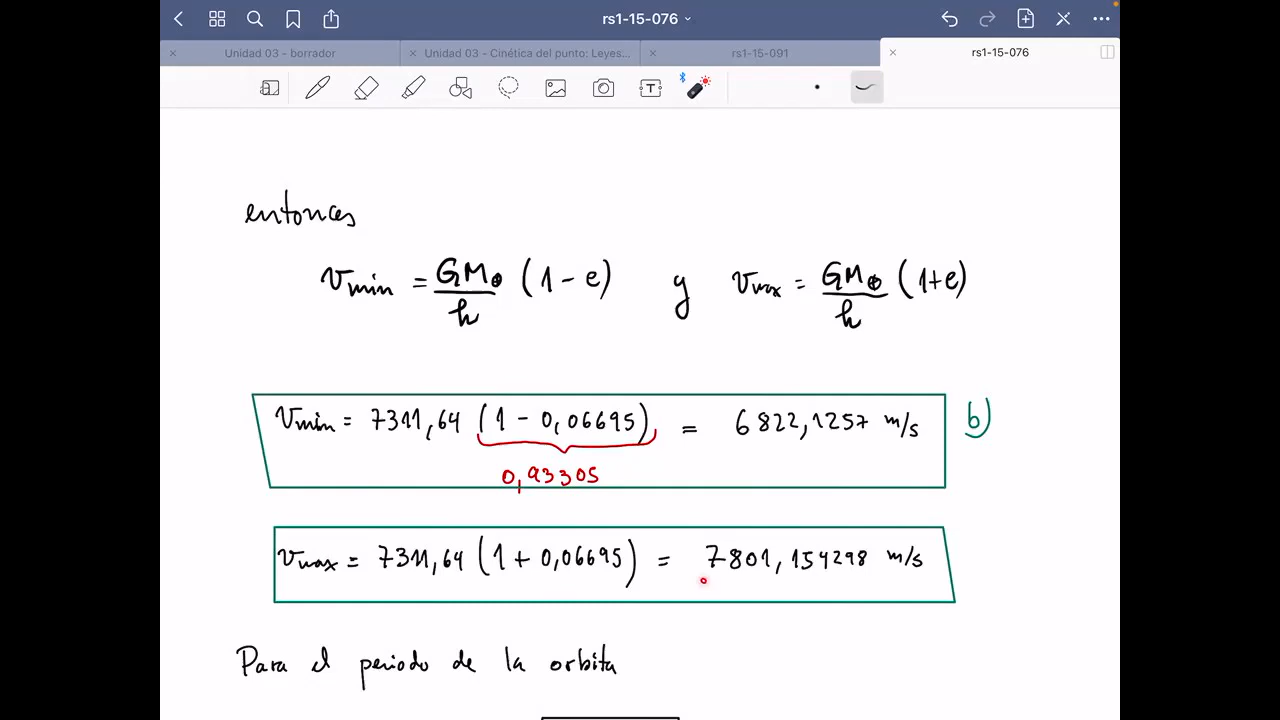 rs1-15-076
Unidad 03 - borrador
Unidad 03 - Cinética del punto: Leyes...
rs1-15-091
rs1-15-076
entonces
Vmin = GM⊕/h (1 - e) y Vmax = GM⊕/h (1+e)
Vmin = 7311,64 (1 - 0,06695) = 6822,1257 m/s b)
0,93305
Vmax = 7311,64 (1 + 0,06695) = 7801,154298 m/s
Para el periodo de la orbita